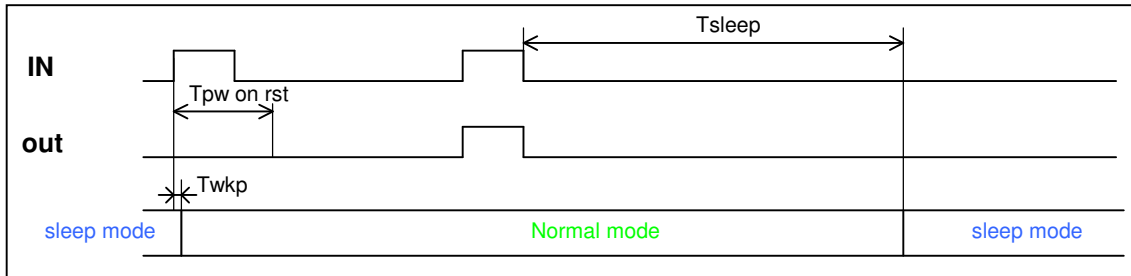 Tsleep
IN
Tpw on rst
out
Twkp
sleep mode Normal mode sleep mode